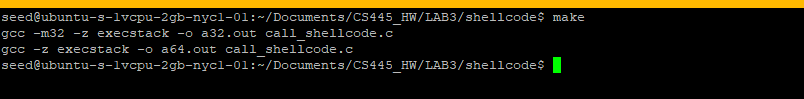 seed@ubuntu-s-1vcpu-2gb-nyc1-01:~/Documents/CS445_HW/LAB3/shellcode$ make
gcc -m32 -z execstack -o a32.out call_shellcode.c
gcc -z execstack -o a64.out call_shellcode.c
seed@ubuntu-s-1vcpu-2gb-nyc1-01:~/Documents/CS445_HW/LAB3/shellcode$